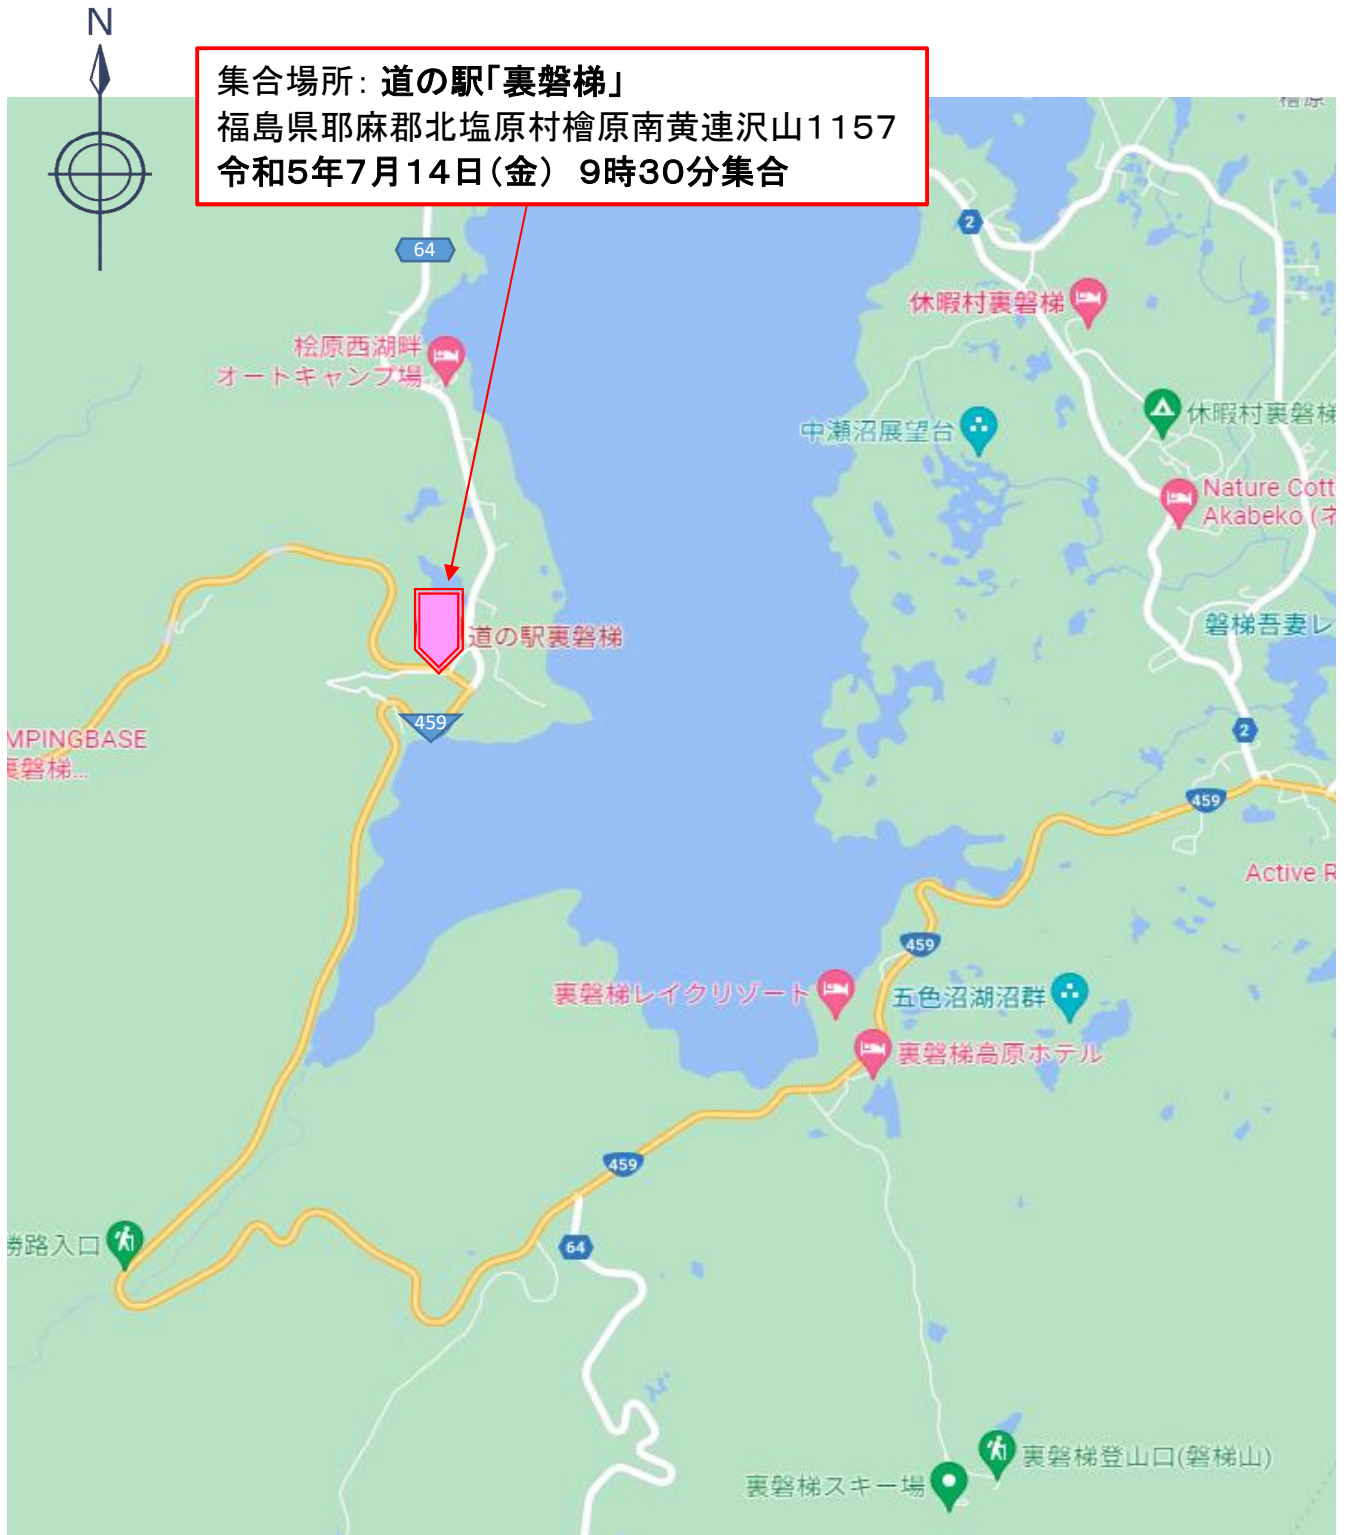 N
集合場所: 道の駅「裏磐梯」
福島県耶麻郡北塩原村檜原南黄連沢山1157
令和5年7月14日(金) 9時30分集合
64
2
休暇村裏磐梯
桧原西湖畔
オートキャンプ場
中瀬沼展望台
休暇村裏磐梯
Nature Cott
Akabeko (ネ
道の駅裏磐梯
磐梯吾妻レ
459
MPINGBASE
裏磐梯...
2
459
Active R
459
裏磐梯レイクリゾート
五色沼湖沼群
裏磐梯高原ホテル
459
勝路入口
64
裏磐梯登山口(磐梯山)
裏磐梯スキー場